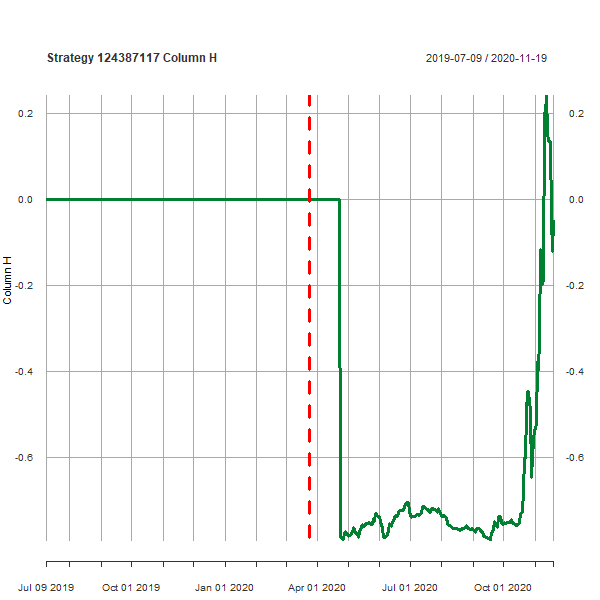 Strategy 124387117 Column H
2019-07-09 / 2020-11-19
0.2
0.2
0.0
0.0
-0.2
-0.2
-0.4
-0.4
-0.6
-0.6
Column H
Jul 09 2019
Oct 01 2019
Jan 01 2020
Apr 01 2020
Jul 01 2020
Oct 01 2020